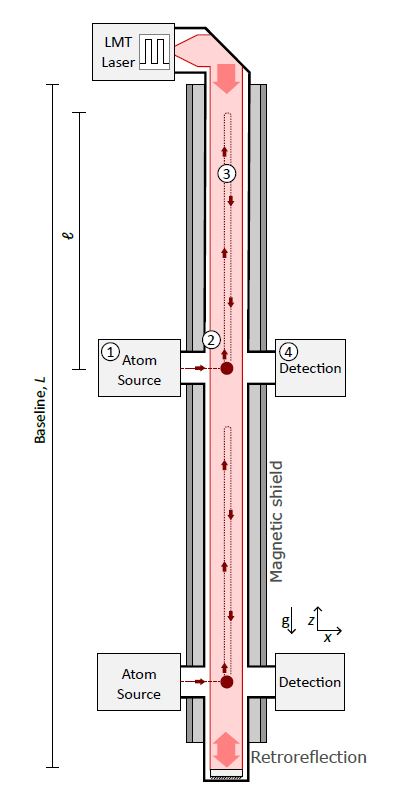 LMT
Laser
ℓ
3
2
1
Atom
Source
4
Detection
Baseline, L
Magnetic shield
g
z
x
Atom
Source
Detection
Retroreflection